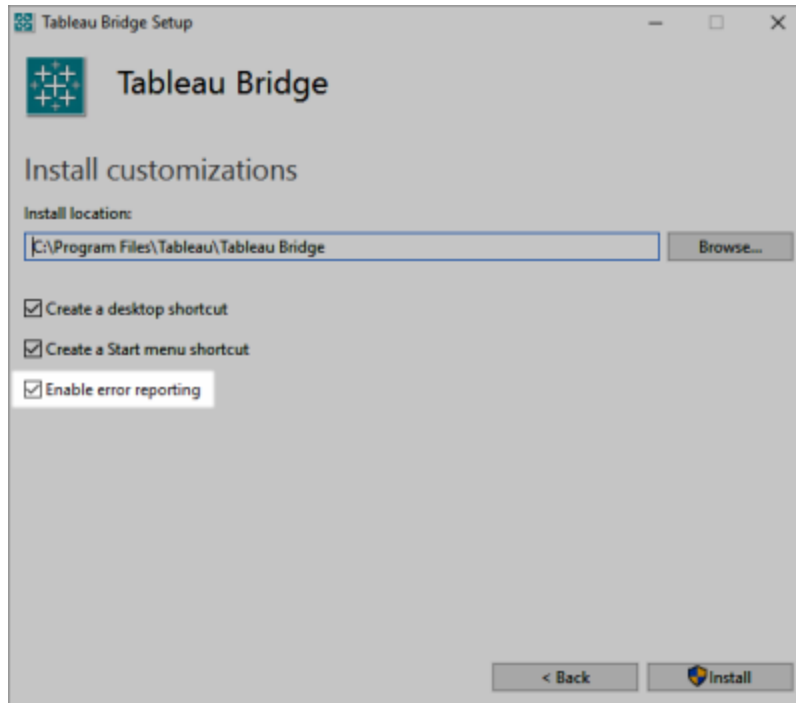 Tableau Bridge Setup
Tableau Bridge
Install customizations
Install location:
C:\Program Files\Tableau\Tableau Bridge
Browse...
Create a desktop shortcut
Create a Start menu shortcut
Enable error reporting
< Back
Install